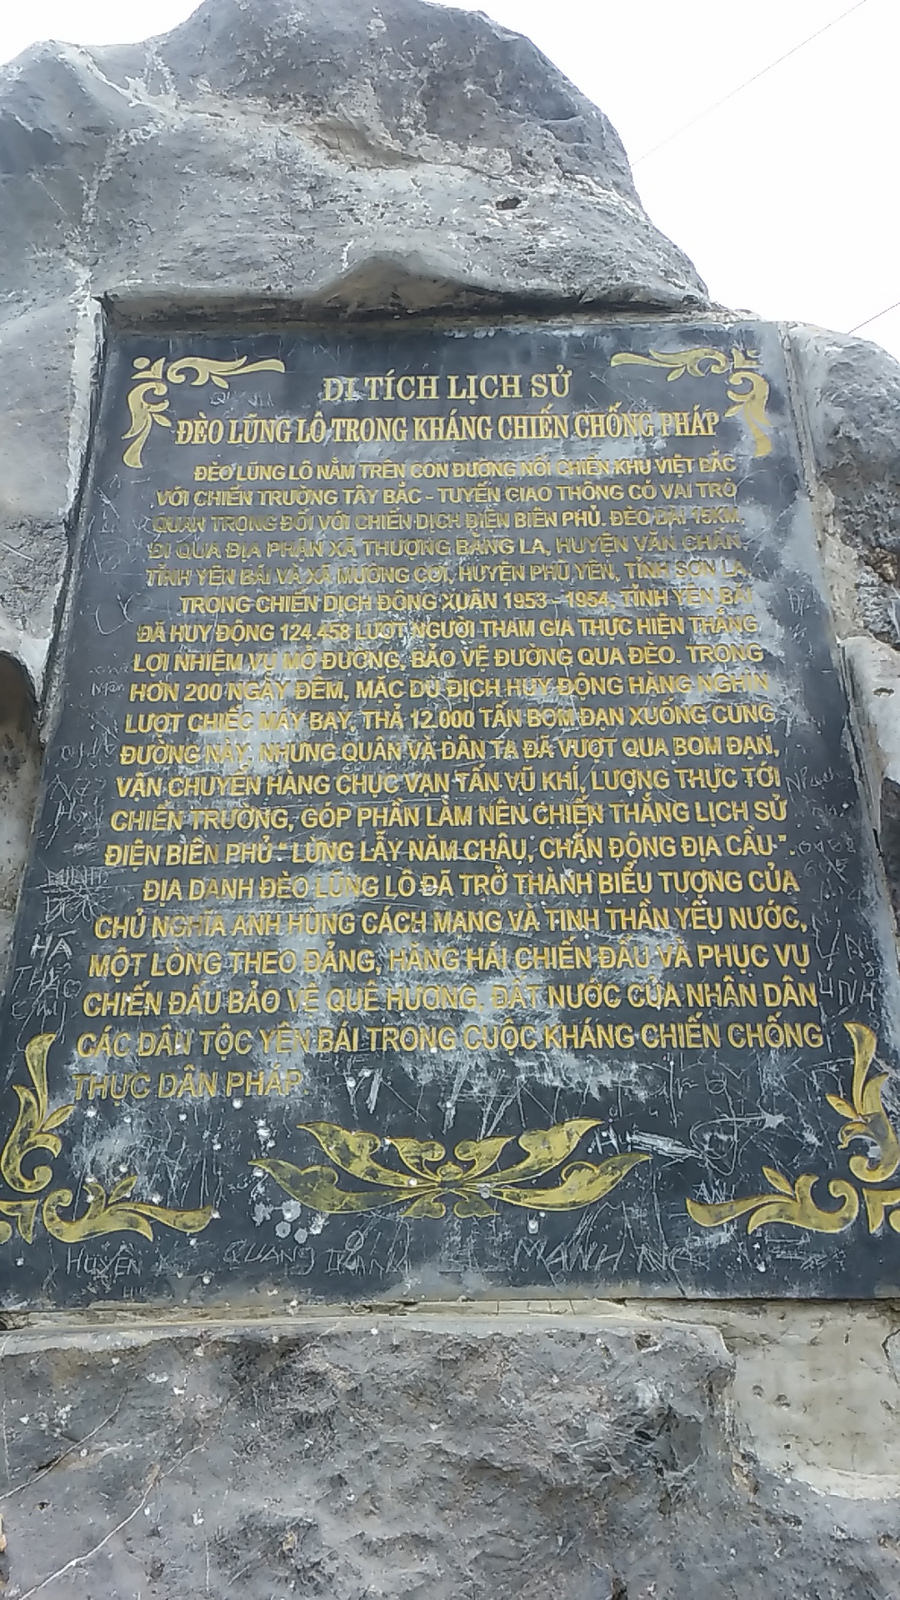 DI TÍCH LỊCH SỬ
ĐÈO LŨNG LÔ TRONG KHÁNG CHIẾN CHỐNG PHÁP
ĐÈO LŨNG LÔ NẰM TRÊN CON ĐƯỜNG NỐI CHIẾN KHU VIỆT BẮC
VỚI CHIẾN TRƯỜNG TÂY BẮC - TUYẾN GIAO THÔNG CÓ VAI TRÒ
QUAN TRỌNG ĐỐI VỚI CHIẾN DỊCH ĐIỆN BIÊN PHỦ. ĐÈO DÀI 15KM,
ĐI QUA ĐỊA PHẬN XÃ THƯỢNG BẰNG LA, HUYỆN VĂN CHẤN,
TỈNH YÊN BÁI VÀ XÃ MƯỜNG CƠI, HUYỆN PHÙ YÊN, TỈNH SƠN LA.
TRONG CHIẾN DỊCH ĐÔNG XUÂN 1953 - 1954, TỈNH YÊN BÁI
ĐÃ HUY ĐỘNG 124.458 LƯỢT NGƯỜI THAM GIA THỰC HIỆN THẮNG
LỢI NHIỆM VỤ MỞ ĐƯỜNG, BẢO VỆ ĐƯỜNG QUA ĐÈO. TRONG
HƠN 200 NGÀY ĐÊM, MẶC DÙ ĐỊCH HUY ĐỘNG HÀNG NGHÌN
LƯỢT CHIẾC MÁY BAY, THẢ 12.000 TẤN BOM ĐẠN XUỐNG CUNG
ĐƯỜNG NÀY, NHƯNG QUÂN VÀ DÂN TA ĐÃ VƯỢT QUA BOM ĐẠN,
VẬN CHUYỂN HÀNG CHỤC VẠN TẤN VŨ KHÍ, LƯƠNG THỰC TỚI
CHIẾN TRƯỜNG, GÓP PHẦN LÀM NÊN CHIẾN THẮNG LỊCH SỬ
ĐIỆN BIÊN PHỦ "LỪNG LẪY NĂM CHÂU, CHẤN ĐỘNG ĐỊA CẦU".
ĐỊA DANH ĐÈO LŨNG LÔ ĐÃ TRỞ THÀNH BIỂU TƯỢNG CỦA
CHỦ NGHĨA ANH HÙNG CÁCH MẠNG VÀ TINH THẦN YÊU NƯỚC,
MỘT LÒNG THEO ĐẢNG, HĂNG HÁI CHIẾN ĐẤU VÀ PHỤC VỤ
CHIẾN ĐẤU BẢO VỆ QUÊ HƯƠNG, ĐẤT NƯỚC CỦA NHÂN DÂN
CÁC DÂN TỘC YÊN BÁI TRONG CUỘC KHÁNG CHIẾN CHỐNG
THỰC DÂN PHÁP.
MINH
HÀ
HUYÊN QUANG MẠNH